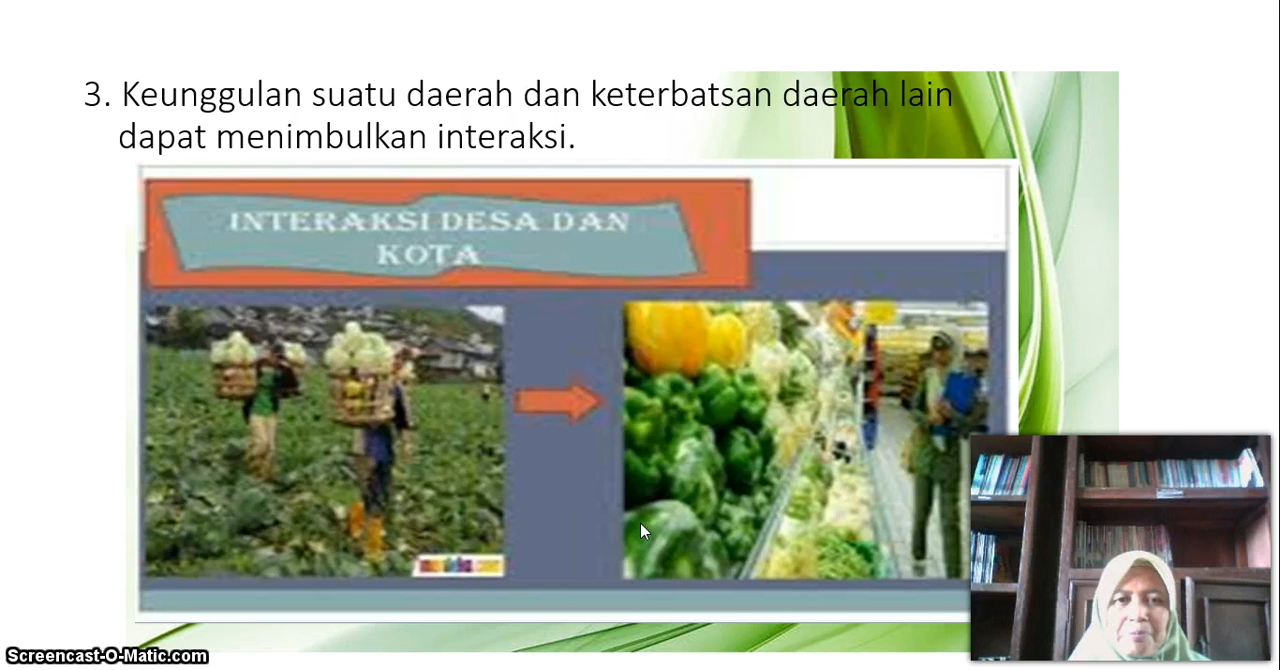 3. Keunggulan suatu daerah dan keterbatsan daerah lain
dapat menimbulkan interaksi.
INTERAKSI DESA DAN
KOTA
Screencast-O-Matic.com